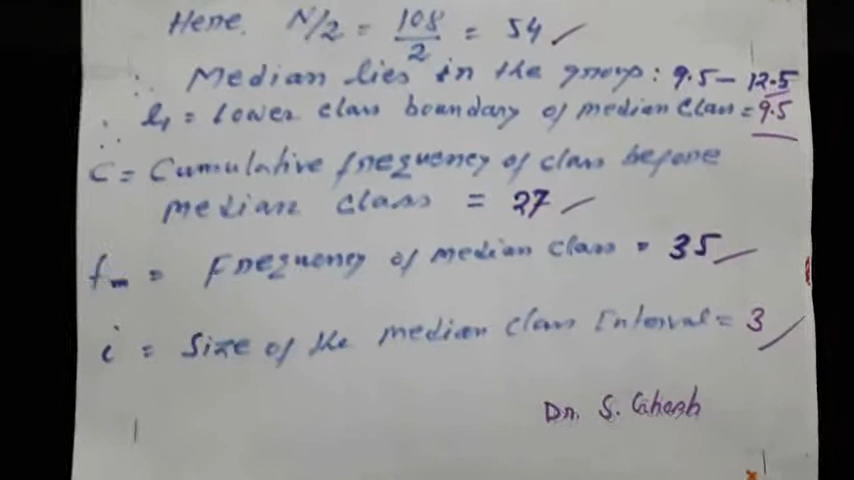 Here, N/2 = 108/2 = 54
∴ Median lies in the group: 9.5 – 12.5
∴ l₁ = lower class boundary of median class = 9.5
C = Cumulative frequency of class before
median class = 27
fm = Frequency of median class = 35
i = Size of the median class Interval = 3
Dr. S. Ghosh